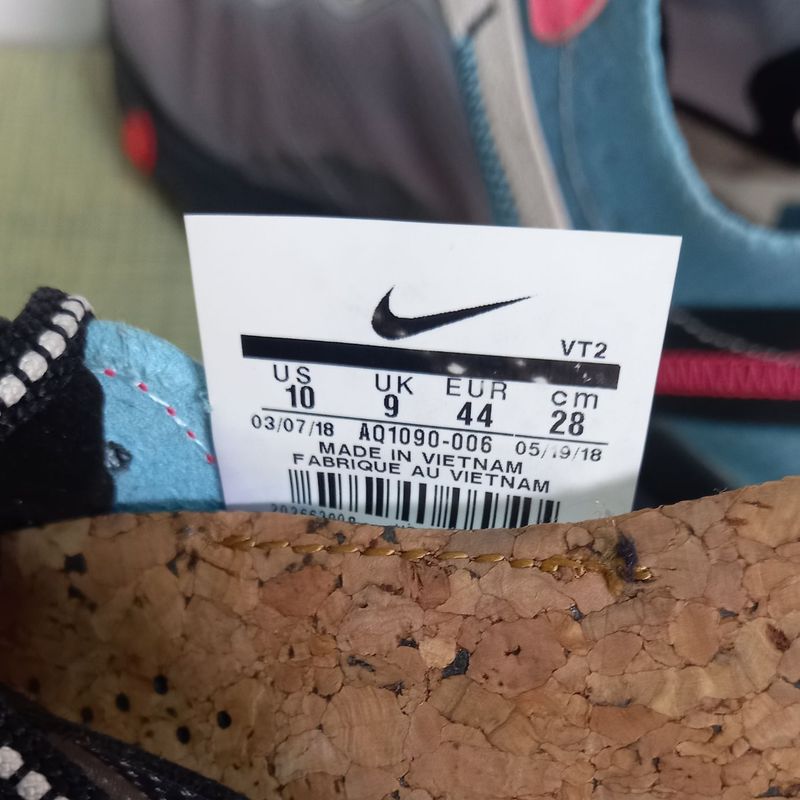 VT2
US UK EUR cm
10 9 44 28
03/07/18 AQ1090-006 05/19/18
MADE IN VIETNAM
FABRIQUE AU VIETNAM